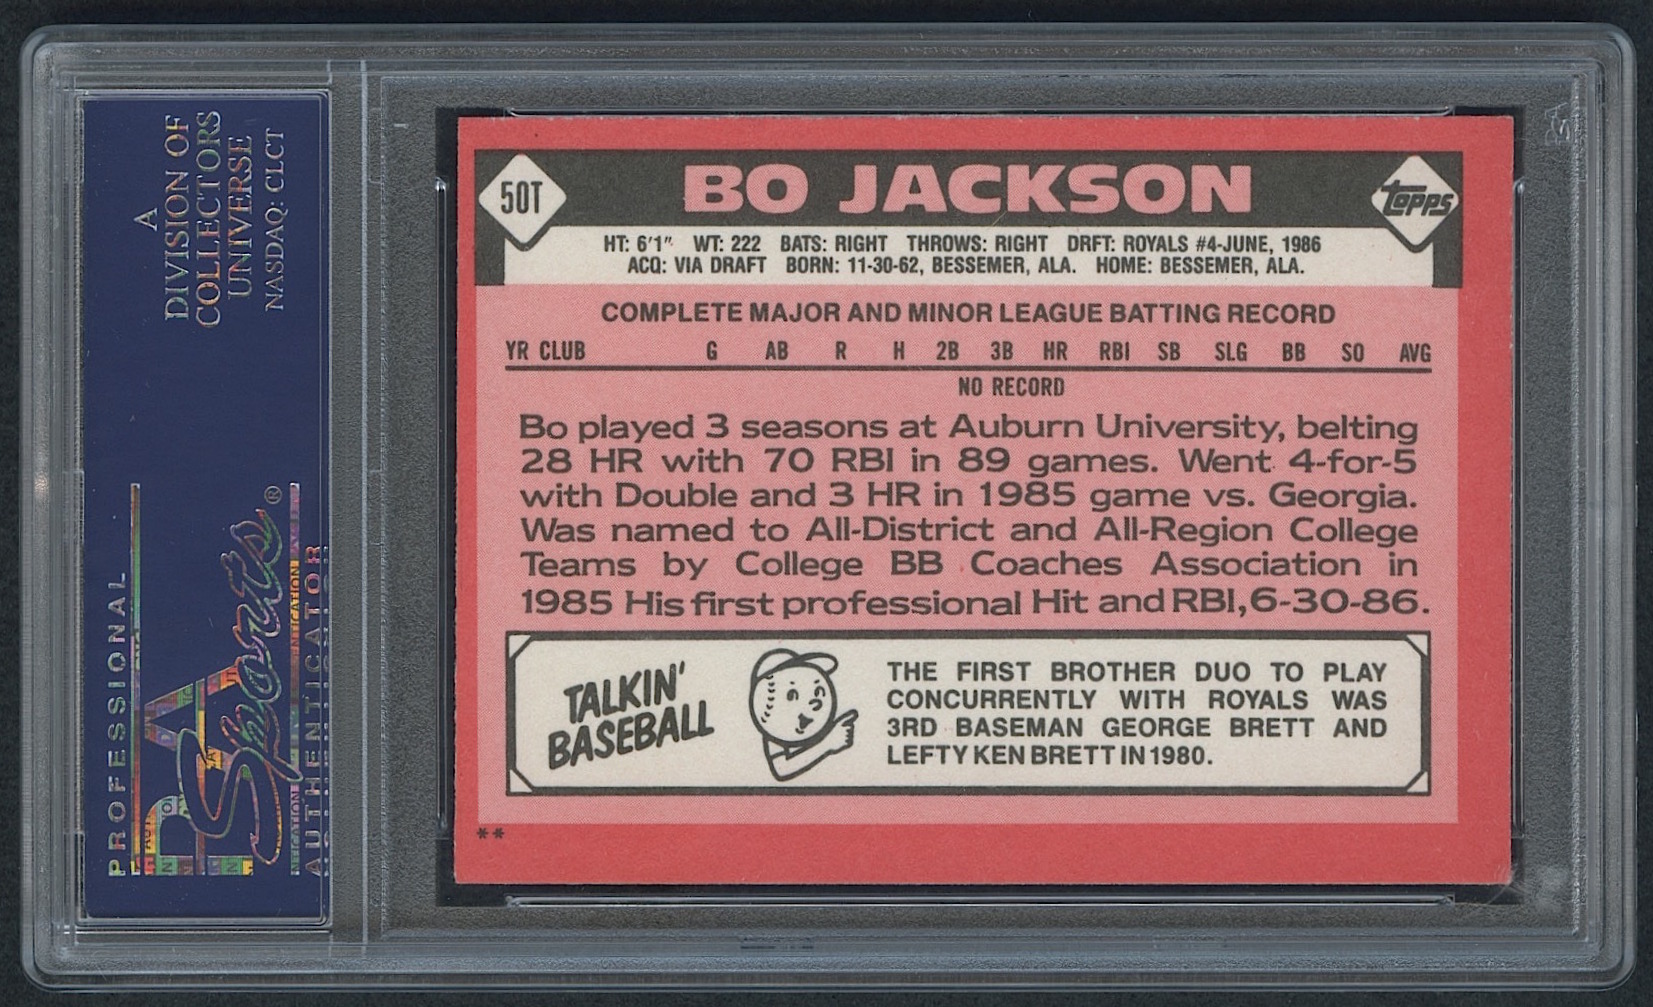 A
DIVISION OF
COLLECTORS
UNIVERSE
NASDAQ: CLCT
PROFESSIONAL
PSA
Sports®
AUTHENTICATOR
50T
BO JACKSON
topps
HT: 6'1" WT: 222 BATS: RIGHT THROWS: RIGHT DRFT: ROYALS #4-JUNE, 1986
ACQ: VIA DRAFT BORN: 11-30-62, BESSEMER, ALA. HOME: BESSEMER, ALA.
COMPLETE MAJOR AND MINOR LEAGUE BATTING RECORD
YR CLUB G AB R H 2B 3B HR RBI SB SLG BB SO AVG
NO RECORD
Bo played 3 seasons at Auburn University, belting
28 HR with 70 RBI in 89 games. Went 4-for-5
with Double and 3 HR in 1985 game vs. Georgia.
Was named to All-District and All-Region College
Teams by College BB Coaches Association in
1985 His first professional Hit and RBI, 6-30-86.
TALKIN'
BASEBALL
THE FIRST BROTHER DUO TO PLAY
CONCURRENTLY WITH ROYALS WAS
3RD BASEMAN GEORGE BRETT AND
LEFTY KEN BRETT IN 1980.
**